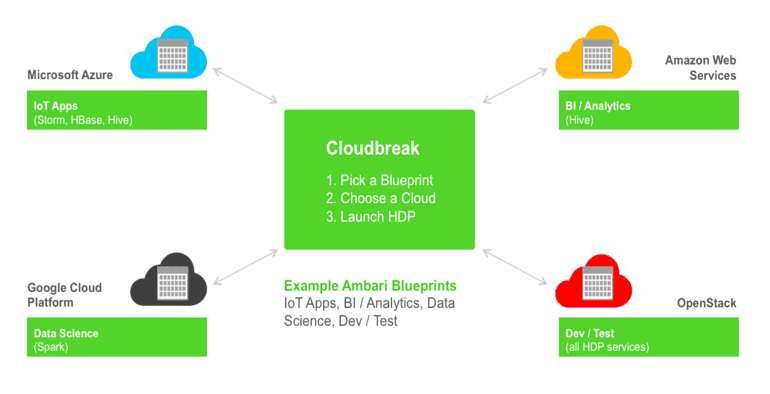 Microsoft Azure
IoT Apps
(Storm, HBase, Hive)
Amazon Web
Services
BI / Analytics
(Hive)
Cloudbreak
1. Pick a Blueprint
2. Choose a Cloud
3. Launch HDP
Example Ambari Blueprints
IoT Apps, BI / Analytics, Data
Science, Dev / Test
Google Cloud
Platform
Data Science
(Spark)
OpenStack
Dev / Test
(all HDP services)